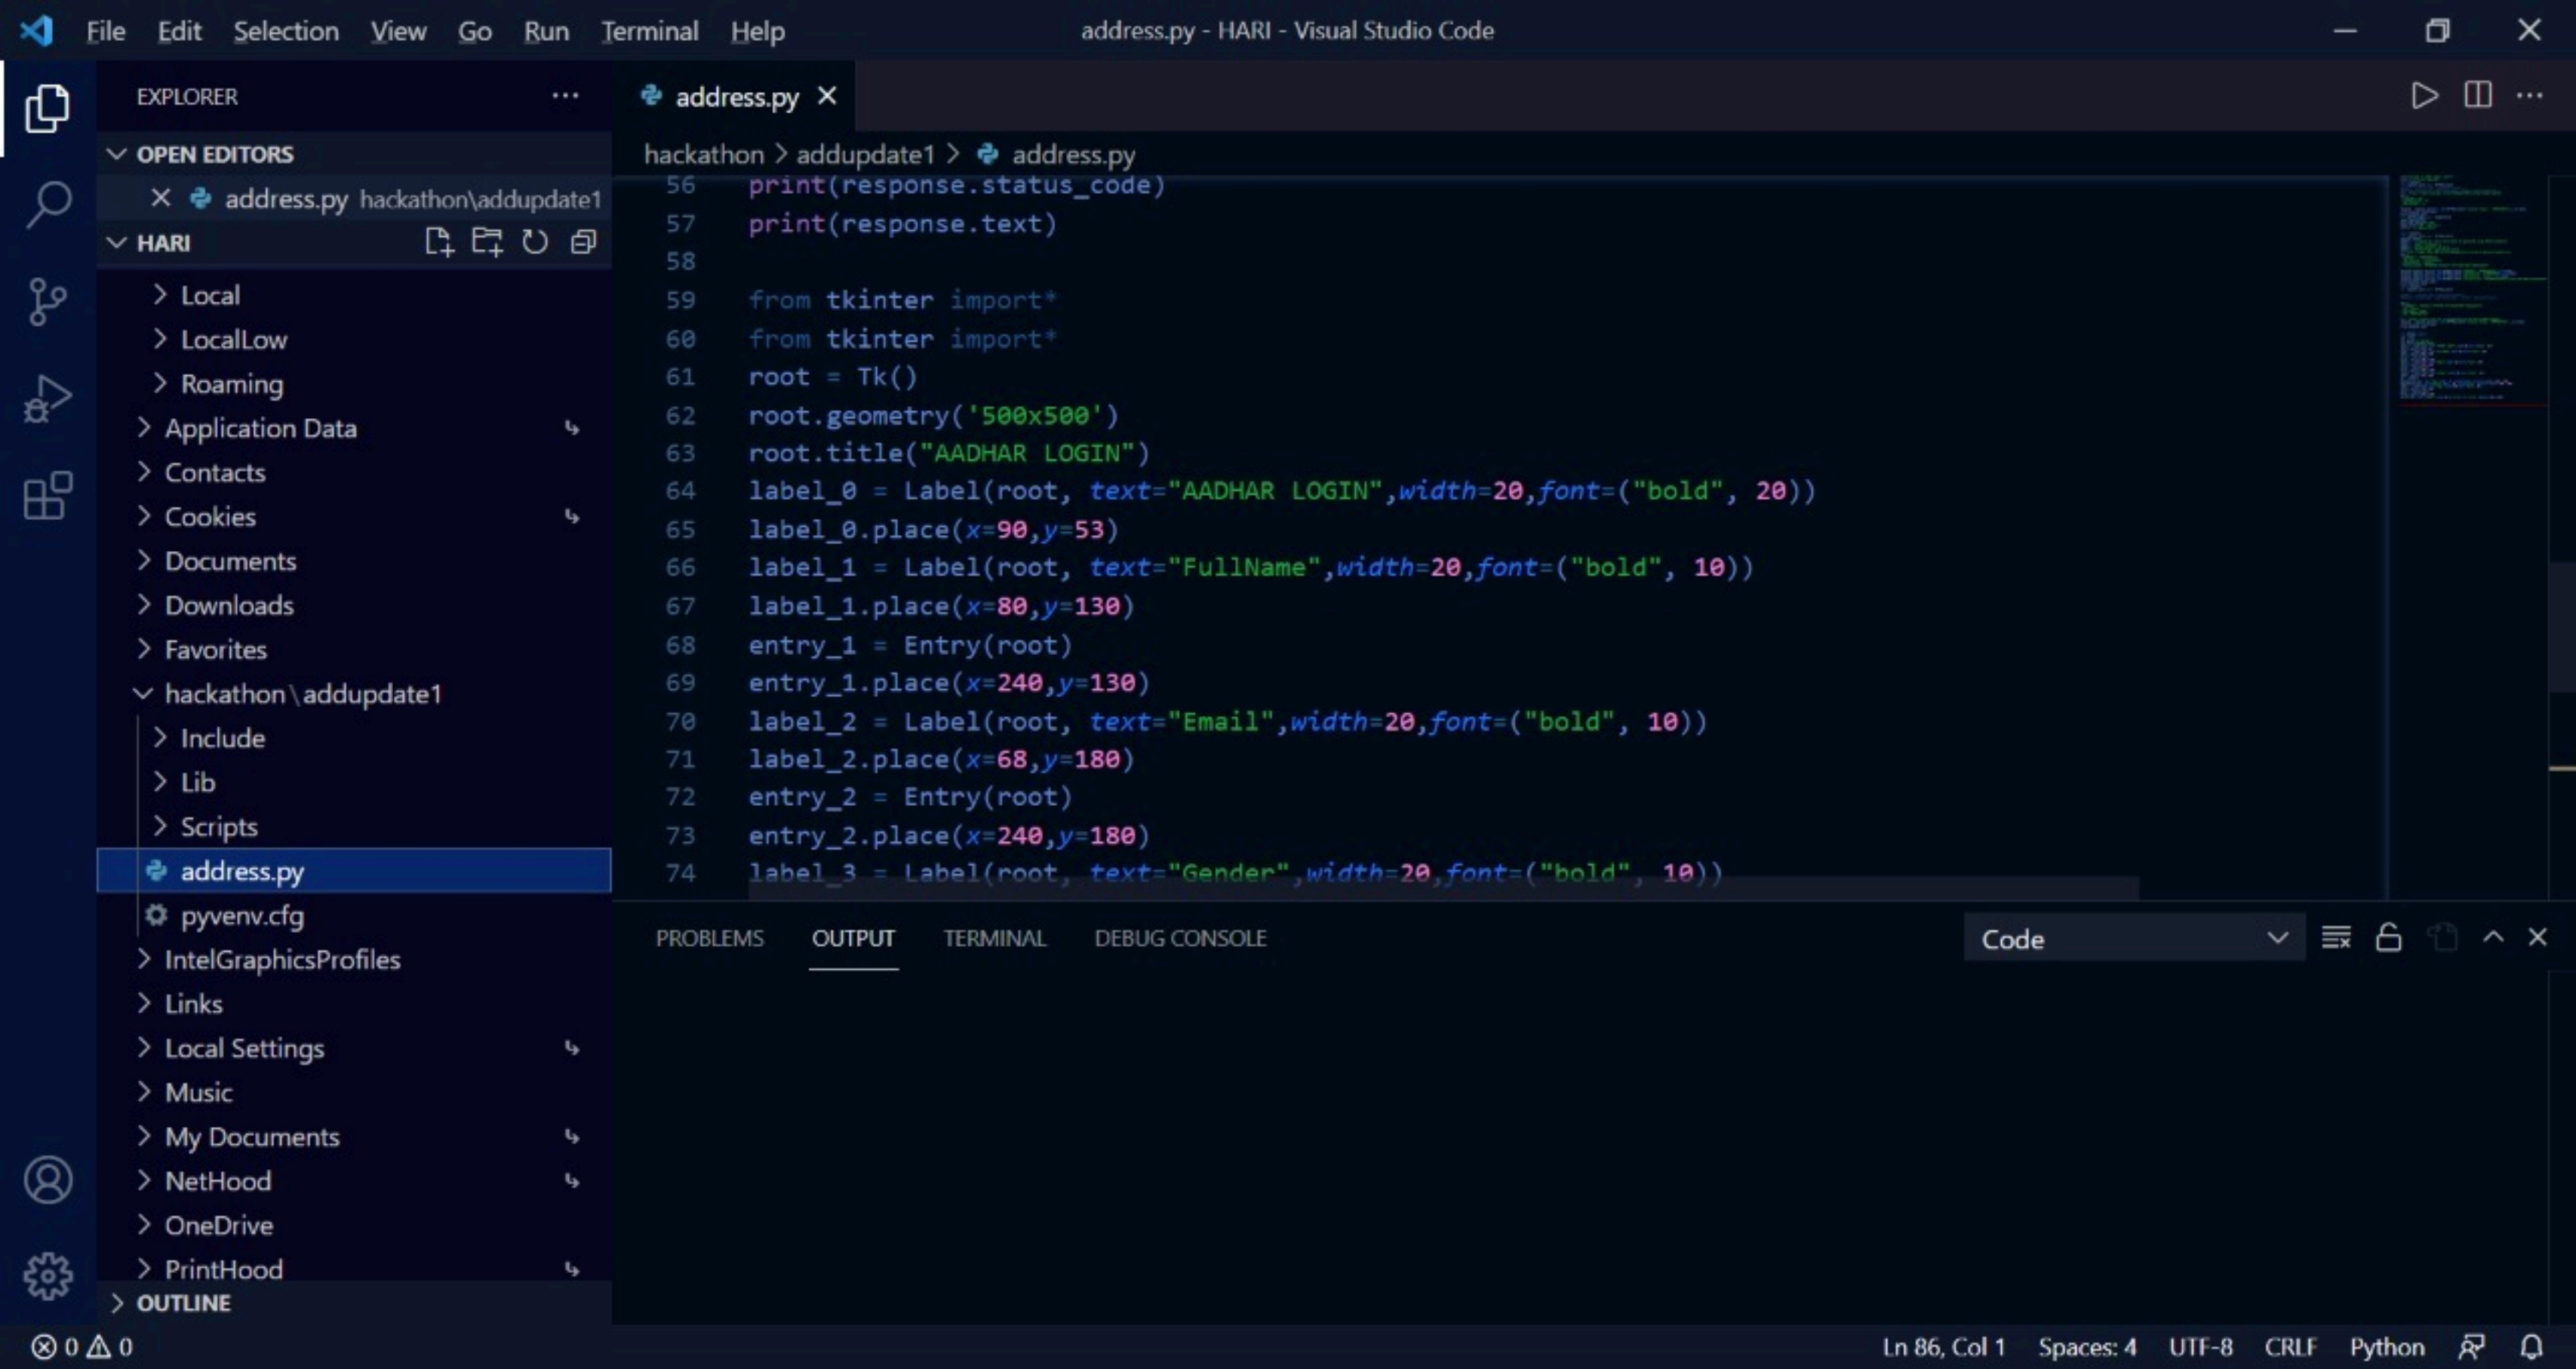 File Edit Selection View Go Run Terminal Help
address.py - HARI - Visual Studio Code
EXPLORER
OPEN EDITORS
address.py hackathon\addupdate1
HARI
Local
LocalLow
Roaming
Application Data
Contacts
Cookies
Documents
Downloads
Favorites
hackathon\addupdate1
Include
Lib
Scripts
address.py
pyvenv.cfg
IntelGraphicsProfiles
Links
Local Settings
Music
My Documents
NetHood
OneDrive
PrintHood
OUTLINE
address.py
hackathon > addupdate1 > address.py
56 print(response.status_code)
57 print(response.text)
58
59 from tkinter import*
60 from tkinter import*
61 root = Tk()
62 root.geometry('500x500')
63 root.title("AADHAR LOGIN")
64 label_0 = Label(root, text="AADHAR LOGIN",width=20,font=("bold", 20))
65 label_0.place(x=90,y=53)
66 label_1 = Label(root, text="FullName",width=20,font=("bold", 10))
67 label_1.place(x=80,y=130)
68 entry_1 = Entry(root)
69 entry_1.place(x=240,y=130)
70 label_2 = Label(root, text="Email",width=20,font=("bold", 10))
71 label_2.place(x=68,y=180)
72 entry_2 = Entry(root)
73 entry_2.place(x=240,y=180)
74 label_3 = Label(root, text="Gender",width=20,font=("bold", 10))
PROBLEMS OUTPUT TERMINAL DEBUG CONSOLE
Code
0 0
Ln 86, Col 1 Spaces: 4 UTF-8 CRLF Python